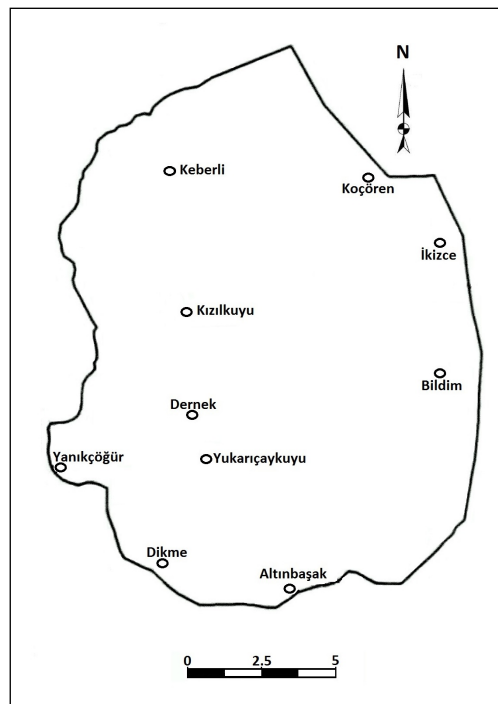 N
Keberli
Koçören
İkizce
Kızılkuyu
Bildim
Dernek
Yukarıçaykuyu
Yanıkçöğür
Dikme
Altınbaşak
0 2.5 5